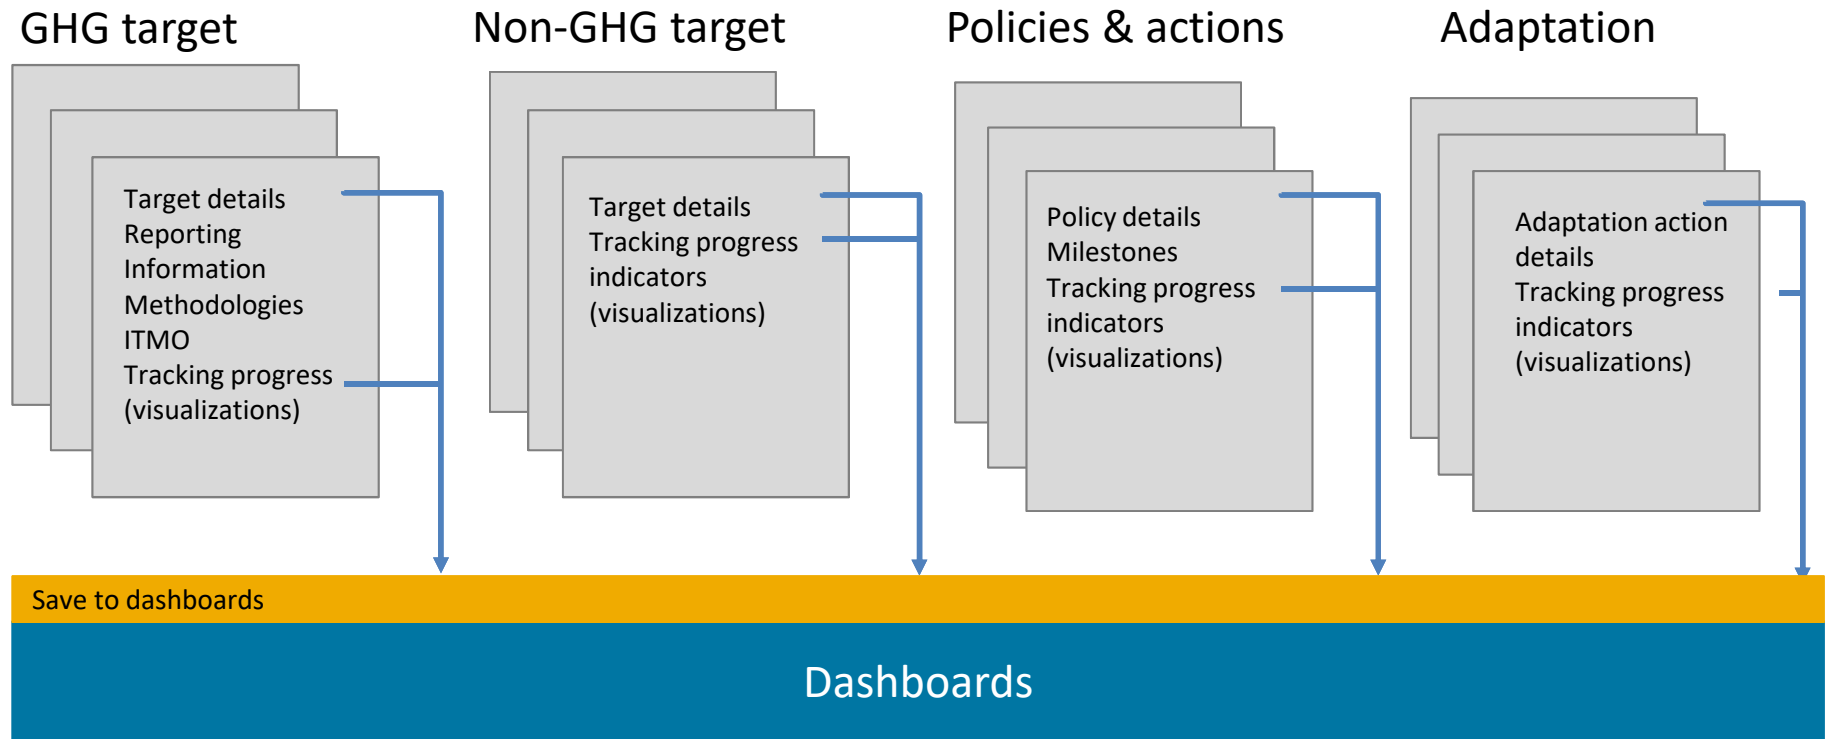 GHG target
Non-GHG target
Policies & actions
Adaptation
Target details
Reporting
Information
Methodologies
ITMO
Tracking progress
(visualizations)
Target details
Tracking progress
indicators
(visualizations)
Policy details
Milestones
Tracking progress
indicators
(visualizations)
Adaptation action
details
Tracking progress
indicators
(visualizations)
Save to dashboards
Dashboards